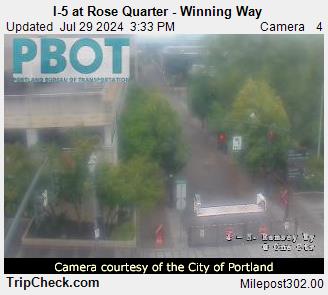 I-5 at Rose Quarter - Winning Way
Updated Jul 29 2024 3:33 PM Camera 4
PBOT
PORTLAND BUREAU OF TRANSPORTATION
Camera courtesy of the City of Portland
TripCheck.com Milepost302.00